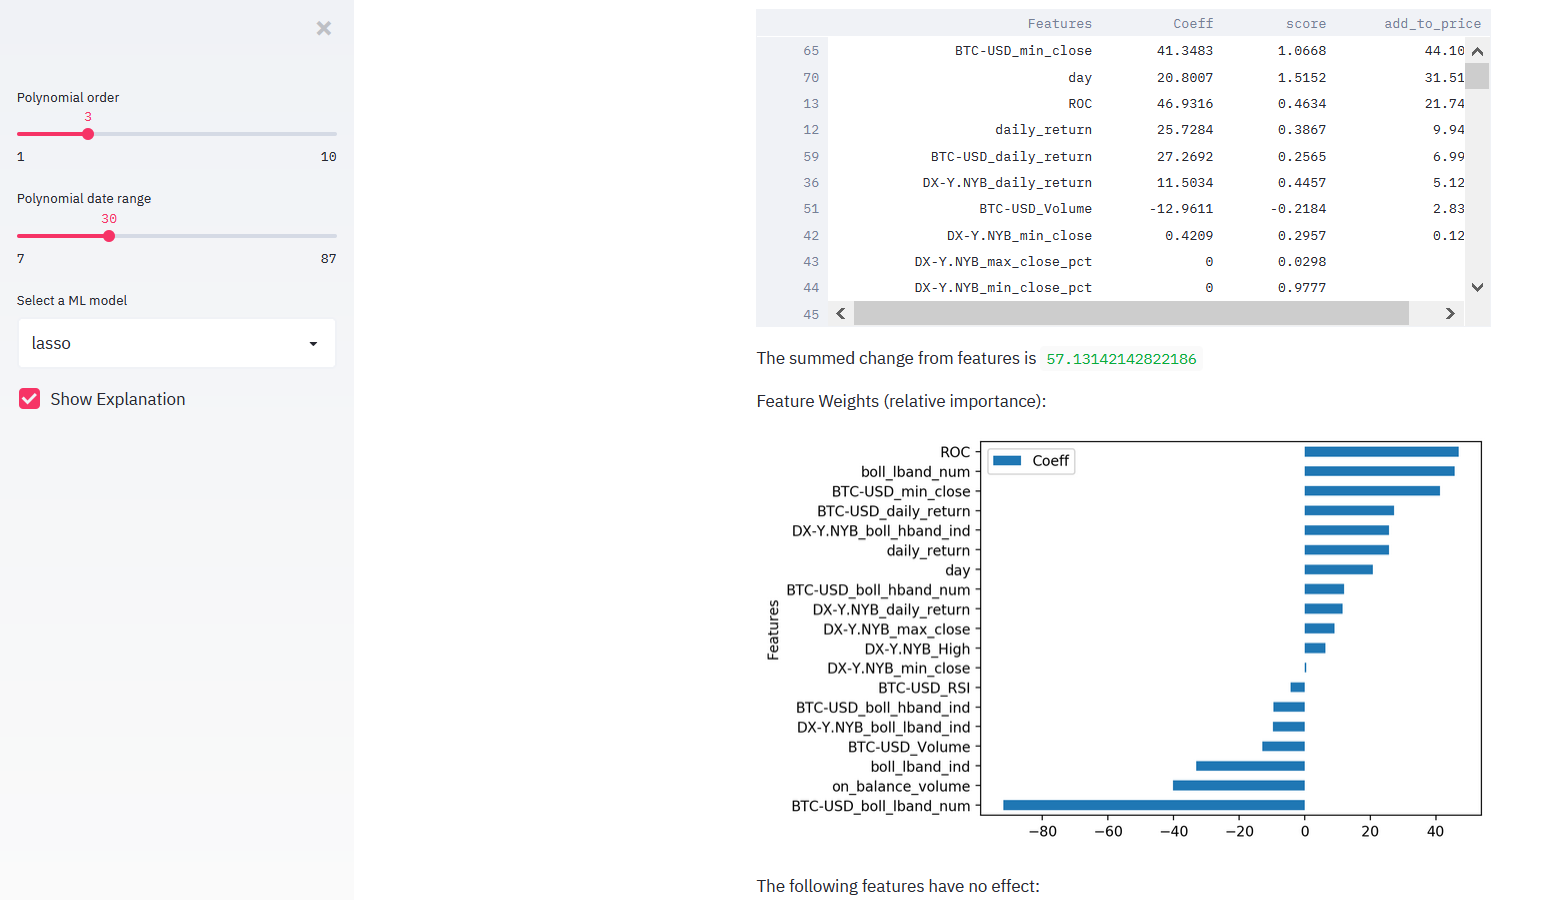 ×
Polynomial order
3
1 10
Polynomial date range
30
7 87
Select a ML model
lasso
Show Explanation
Features Coeff score add_to_price
65 BTC-USD_min_close 41.3483 1.0668 44.10
70 day 20.8007 1.5152 31.51
13 ROC 46.9316 0.4634 21.74
12 daily_return 25.7284 0.3867 9.94
59 BTC-USD_daily_return 27.2692 0.2565 6.99
36 DX-Y.NYB_daily_return 11.5034 0.4457 5.12
51 BTC-USD_Volume -12.9611 -0.2184 2.83
42 DX-Y.NYB_min_close 0.4209 0.2957 0.12
43 DX-Y.NYB_max_close_pct 0 0.0298
44 DX-Y.NYB_min_close_pct 0 0.9777
45
The summed change from features is 57.13142142822186
Feature Weights (relative importance):
Coeff
Features
ROC
boll_lband_num
BTC-USD_min_close
BTC-USD_daily_return
DX-Y.NYB_boll_hband_ind
daily_return
day
BTC-USD_boll_hband_num
DX-Y.NYB_daily_return
DX-Y.NYB_max_close
DX-Y.NYB_High
DX-Y.NYB_min_close
BTC-USD_RSI
BTC-USD_boll_hband_ind
DX-Y.NYB_boll_lband_ind
BTC-USD_Volume
boll_lband_ind
on_balance_volume
BTC-USD_boll_lband_num
−80 −60 −40 −20 0 20 40
The following features have no effect: